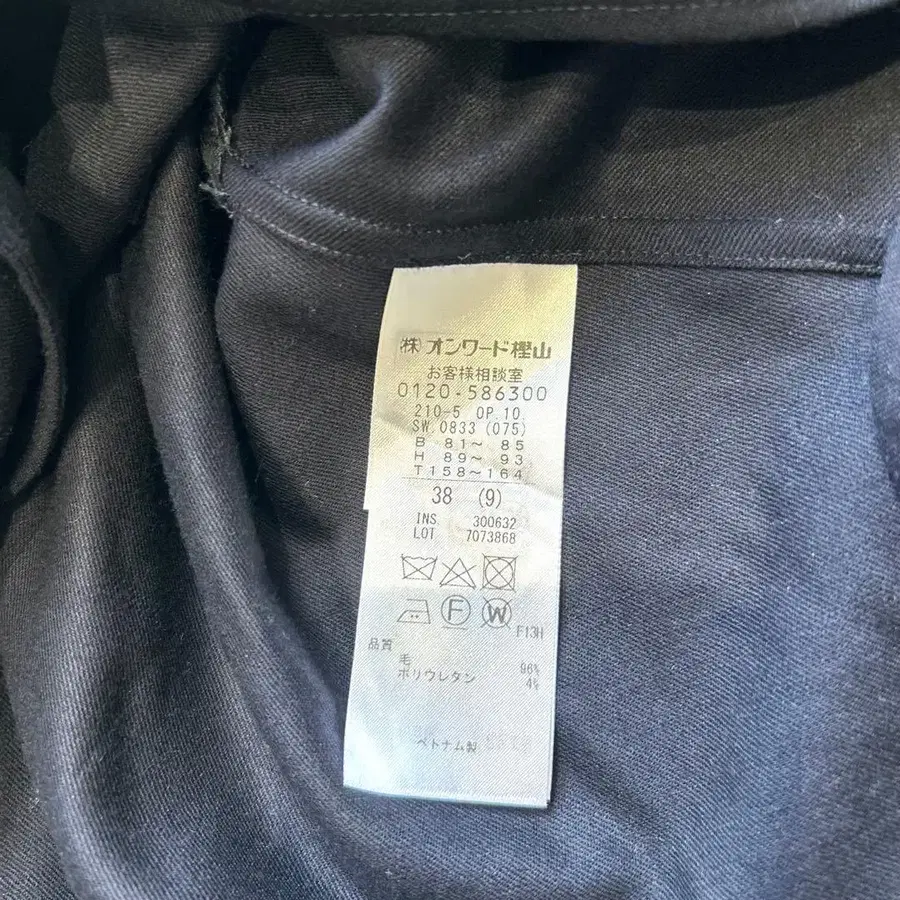 ㈱オンワード樫山
お客様相談室
0120-586300
210-5 OP.10.
SW.0833 (075)
B 81～ 85
H 89～ 93
T158～164
38 (9)
INS 300632
LOT 7073868
F W
F13H
品質
毛 96%
ポリウレタン 4%
ベトナム製